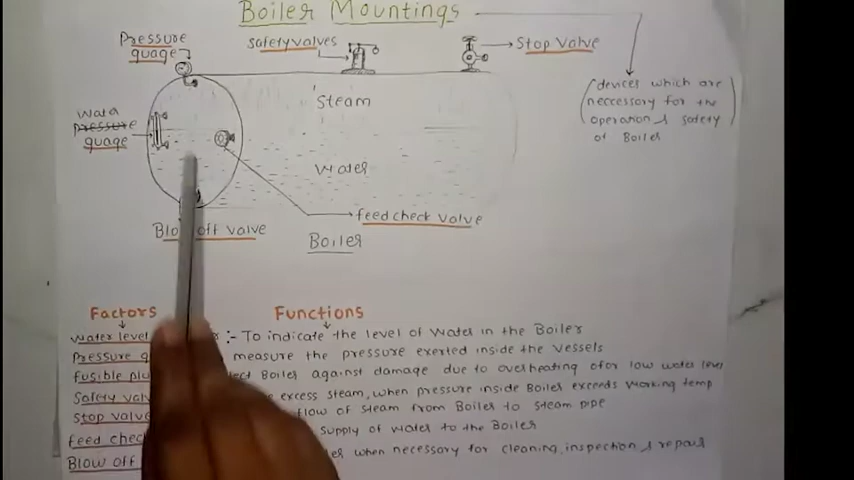 Boiler Mountings
Pressure
guage
safety valves
Stop Valve
(devices which are
neccessary for the
operation & safety
of Boiler
Steam
Wata
pressure
guage
Water
feed check valve
Blo off valve
Boiler
Factors
Functions
Water level :- To indicate the level of Water in the Boiler
Pressure measure the pressure exerted inside the Vessels
fusible plu Boiler against damage due to overheating of or low water level
Safety valv excess steam, when pressure inside Boiler exceeds working temp
Stop valve flow of steam from Boiler to steam pipe
feed check supply of water to the Boiler
Blow off when necessary for cleaning, inspection & repair